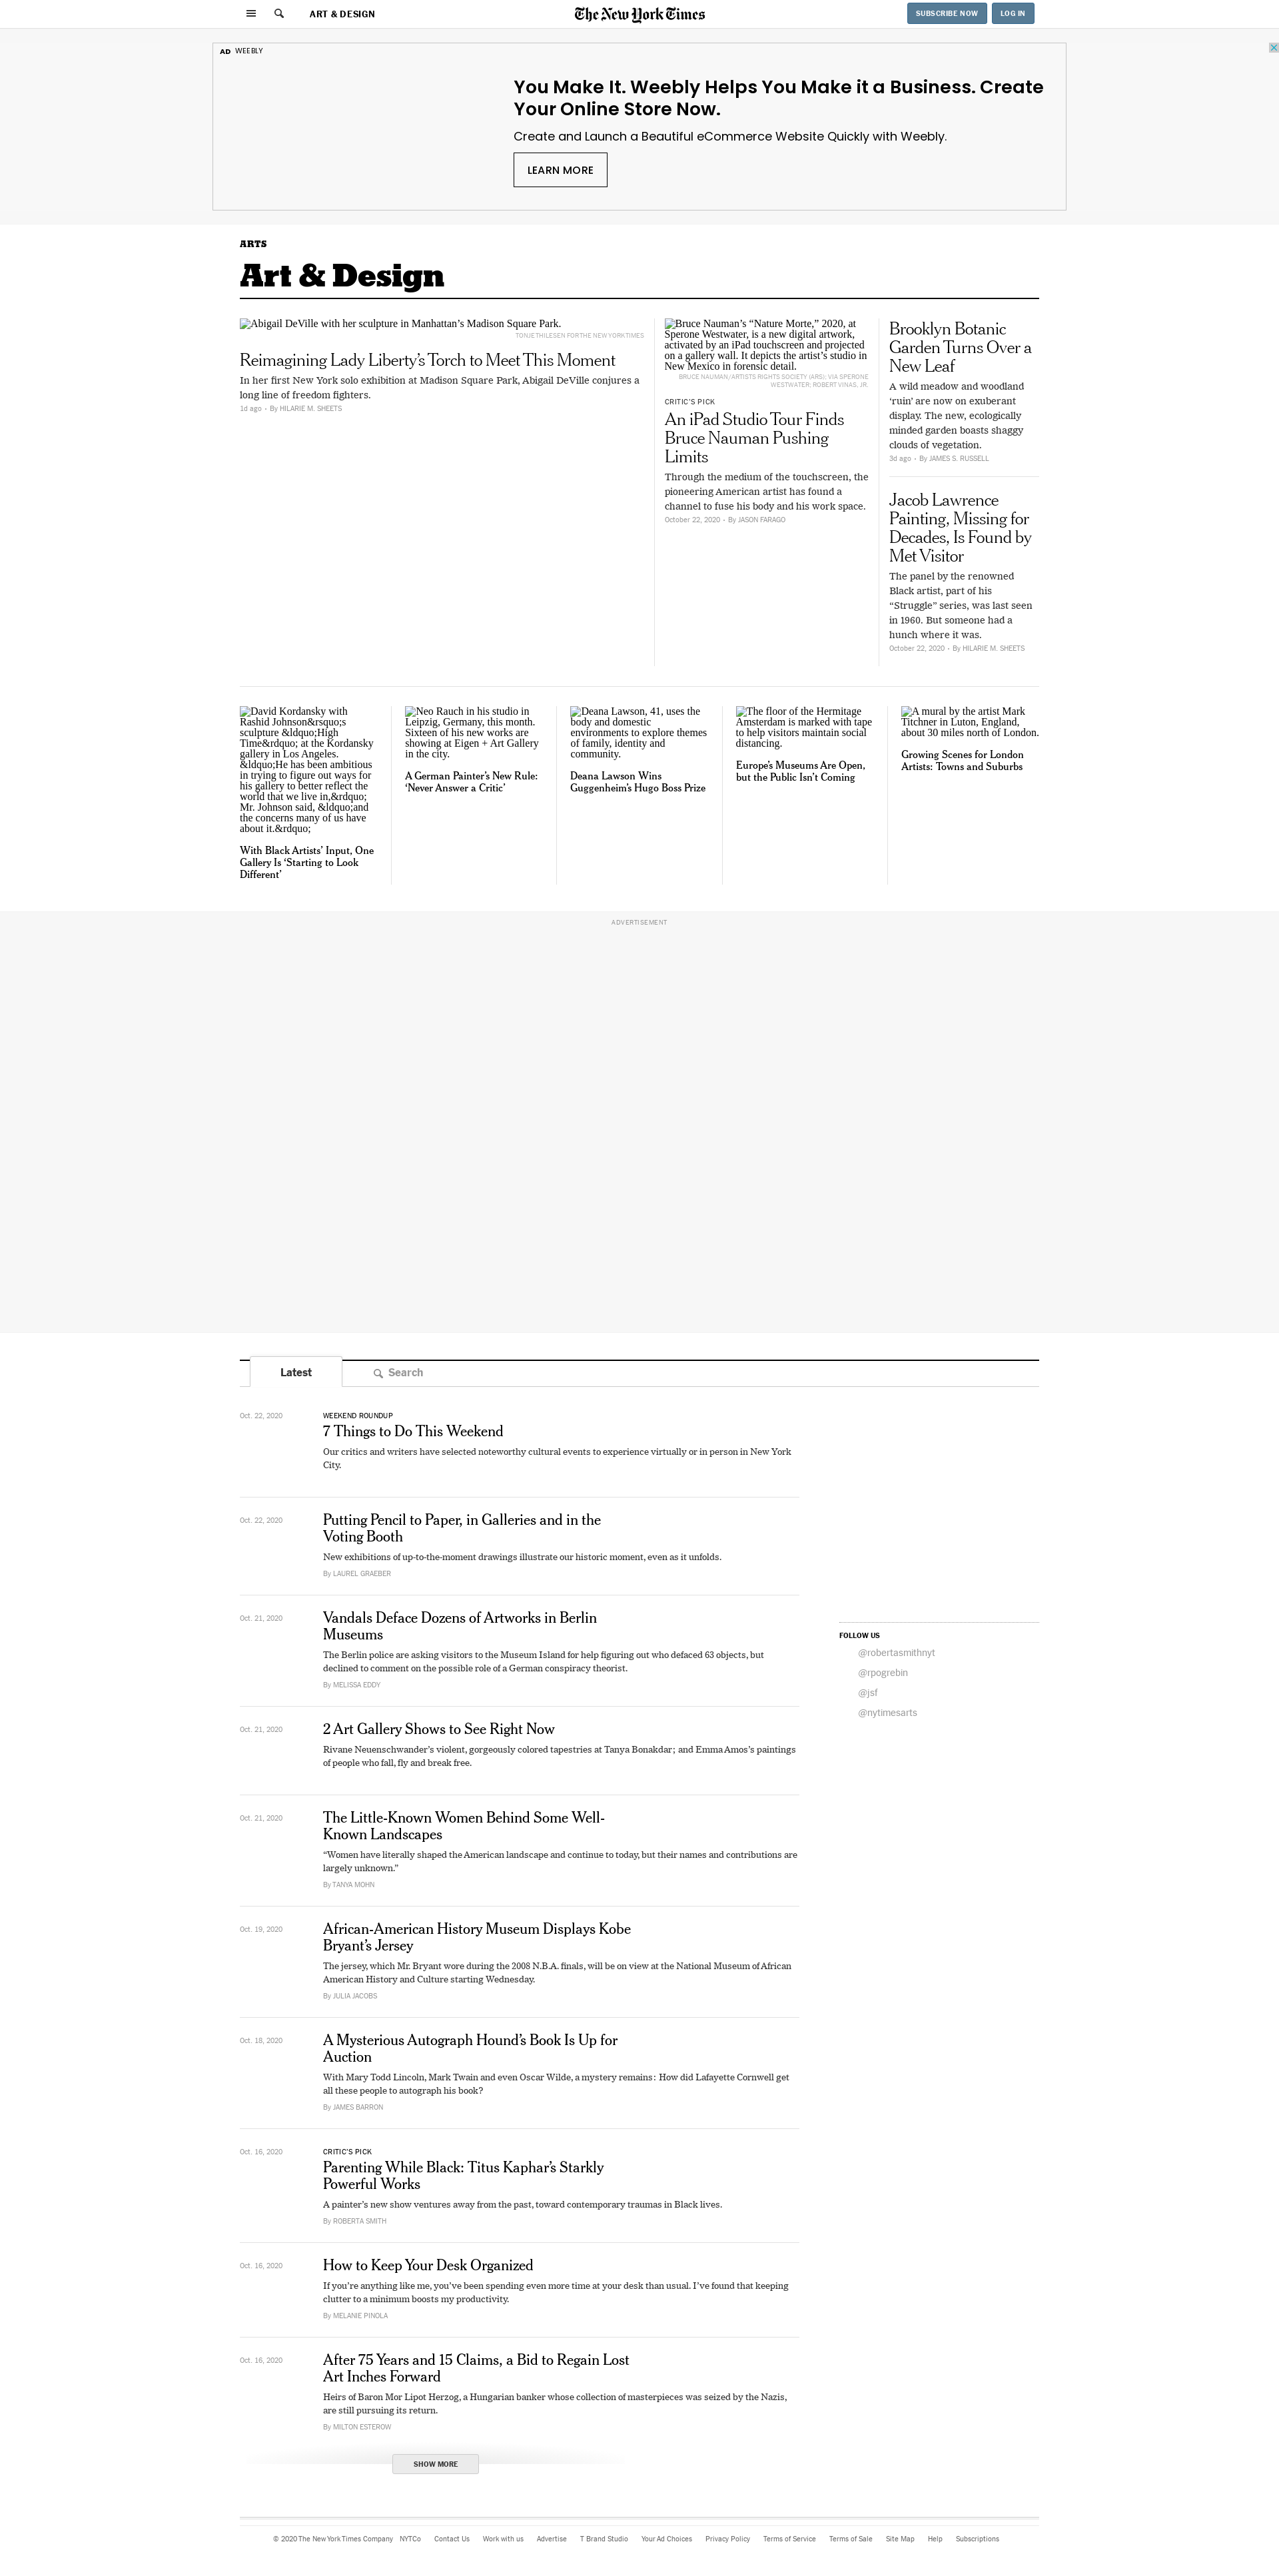 ART & DESIGN
The New York Times
SUBSCRIBE NOW
LOG IN
AD WEEBLY
You Make It. Weebly Helps You Make it a Business. Create
Your Online Store Now.
Create and Launch a Beautiful eCommerce Website Quickly with Weebly.
LEARN MORE
ARTS
Art & Design
Abigail DeVille with her sculpture in Manhattan’s Madison Square Park.
TONJE THILESEN FOR THE NEW YORK TIMES
Reimagining Lady Liberty’s Torch to Meet This Moment
In her first New York solo exhibition at Madison Square Park, Abigail DeVille conjures a
long line of freedom fighters.
1d ago • By HILARIE M. SHEETS
Bruce Nauman’s “Nature Morte,” 2020, at
Sperone Westwater, is a new digital artwork,
activated by an iPad touchscreen and projected
on a gallery wall. It depicts the artist’s studio in
New Mexico in forensic detail.
BRUCE NAUMAN/ARTISTS RIGHTS SOCIETY (ARS); VIA SPERONE
WESTWATER; ROBERT VINAS, JR.
CRITIC’S PICK
An iPad Studio Tour Finds
Bruce Nauman Pushing
Limits
Through the medium of the touchscreen, the
pioneering American artist has found a
channel to fuse his body and his work space.
October 22, 2020 • By JASON FARAGO
Brooklyn Botanic
Garden Turns Over a
New Leaf
A wild meadow and woodland
‘ruin’ are now on exuberant
display. The new, ecologically
minded garden boasts shaggy
clouds of vegetation.
3d ago • By JAMES S. RUSSELL
Jacob Lawrence
Painting, Missing for
Decades, Is Found by
Met Visitor
The panel by the renowned
Black artist, part of his
“Struggle” series, was last seen
in 1960. But someone had a
hunch where it was.
October 22, 2020 • By HILARIE M. SHEETS
David Kordansky with
Rashid Johnson&rsquo;s
sculpture &ldquo;High
Time&rdquo; at the Kordansky
gallery in Los Angeles.
&ldquo;He has been ambitious
in trying to figure out ways for
his gallery to better reflect the
world that we live in,&rdquo;
Mr. Johnson said, &ldquo;and
the concerns many of us have
about it.&rdquo;
With Black Artists’ Input, One
Gallery Is ‘Starting to Look
Different’
Neo Rauch in his studio in
Leipzig, Germany, this month.
Sixteen of his new works are
showing at Eigen + Art Gallery
in the city.
A German Painter’s New Rule:
‘Never Answer a Critic’
Deana Lawson, 41, uses the
body and domestic
environments to explore themes
of family, identity and
community.
Deana Lawson Wins
Guggenheim’s Hugo Boss Prize
The floor of the Hermitage
Amsterdam is marked with tape
to help visitors maintain social
distancing.
Europe’s Museums Are Open,
but the Public Isn’t Coming
A mural by the artist Mark
Titchner in Luton, England,
about 30 miles north of London.
Growing Scenes for London
Artists: Towns and Suburbs
ADVERTISEMENT
Latest
Search
Oct. 22, 2020
WEEKEND ROUNDUP
7 Things to Do This Weekend
Our critics and writers have selected noteworthy cultural events to experience virtually or in person in New York
City.
Oct. 22, 2020
Putting Pencil to Paper, in Galleries and in the
Voting Booth
New exhibitions of up-to-the-moment drawings illustrate our historic moment, even as it unfolds.
By LAUREL GRAEBER
Oct. 21, 2020
Vandals Deface Dozens of Artworks in Berlin
Museums
The Berlin police are asking visitors to the Museum Island for help figuring out who defaced 63 objects, but
declined to comment on the possible role of a German conspiracy theorist.
By MELISSA EDDY
FOLLOW US
@robertasmithnyt
@rpogrebin
@jsf
@nytimesarts
Oct. 21, 2020
2 Art Gallery Shows to See Right Now
Rivane Neuenschwander’s violent, gorgeously colored tapestries at Tanya Bonakdar; and Emma Amos’s paintings
of people who fall, fly and break free.
Oct. 21, 2020
The Little-Known Women Behind Some Well-
Known Landscapes
“Women have literally shaped the American landscape and continue to today, but their names and contributions are
largely unknown.”
By TANYA MOHN
Oct. 19, 2020
African-American History Museum Displays Kobe
Bryant’s Jersey
The jersey, which Mr. Bryant wore during the 2008 N.B.A. finals, will be on view at the National Museum of African
American History and Culture starting Wednesday.
By JULIA JACOBS
Oct. 18, 2020
A Mysterious Autograph Hound’s Book Is Up for
Auction
With Mary Todd Lincoln, Mark Twain and even Oscar Wilde, a mystery remains: How did Lafayette Cornwell get
all these people to autograph his book?
By JAMES BARRON
Oct. 16, 2020
CRITIC’S PICK
Parenting While Black: Titus Kaphar’s Starkly
Powerful Works
A painter’s new show ventures away from the past, toward contemporary traumas in Black lives.
By ROBERTA SMITH
Oct. 16, 2020
How to Keep Your Desk Organized
If you’re anything like me, you’ve been spending even more time at your desk than usual. I’ve found that keeping
clutter to a minimum boosts my productivity.
By MELANIE PINOLA
Oct. 16, 2020
After 75 Years and 15 Claims, a Bid to Regain Lost
Art Inches Forward
Heirs of Baron Mor Lipot Herzog, a Hungarian banker whose collection of masterpieces was seized by the Nazis,
are still pursuing its return.
By MILTON ESTEROW
SHOW MORE
© 2020 The New York Times Company NYTCo Contact Us Work with us Advertise T Brand Studio Your Ad Choices Privacy Policy Terms of Service Terms of Sale Site Map Help Subscriptions